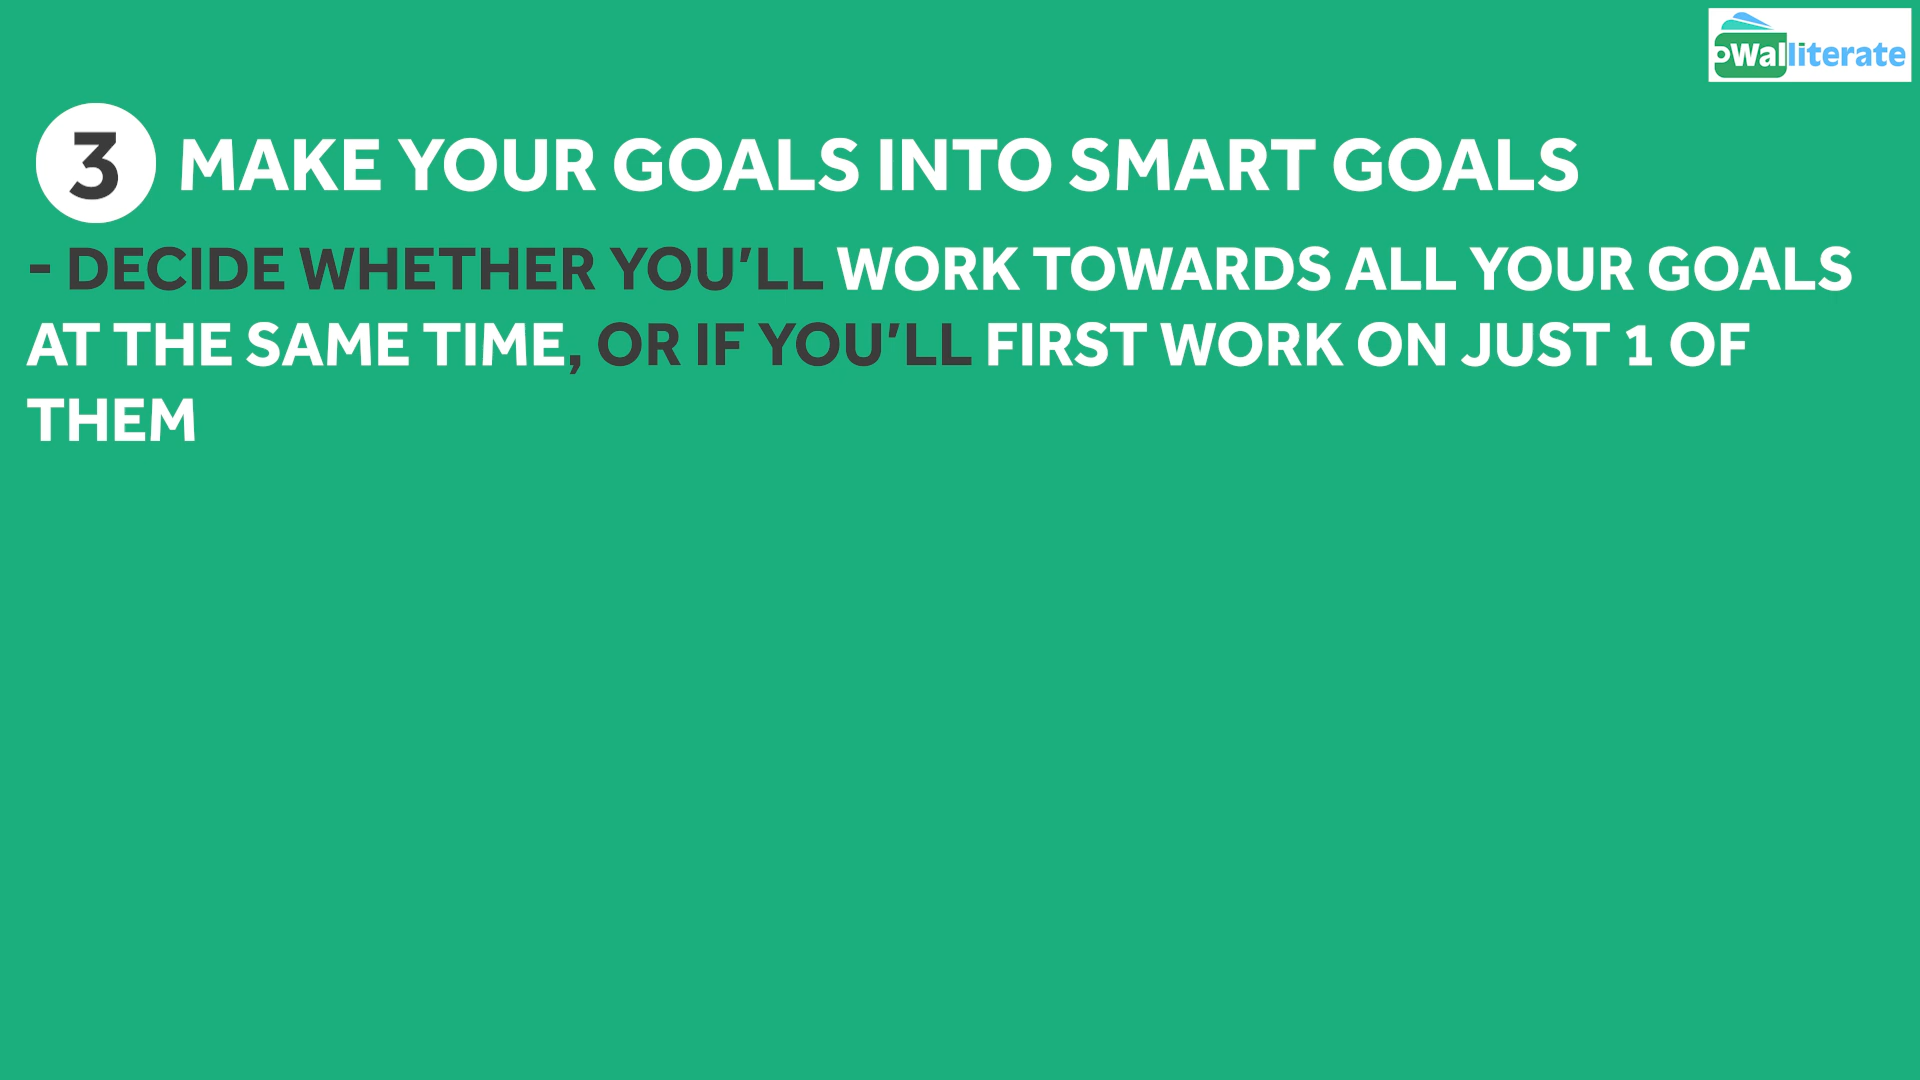 Walliterate
3 MAKE YOUR GOALS INTO SMART GOALS
- DECIDE WHETHER YOU'LL WORK TOWARDS ALL YOUR GOALS
AT THE SAME TIME, OR IF YOU'LL FIRST WORK ON JUST 1 OF
THEM